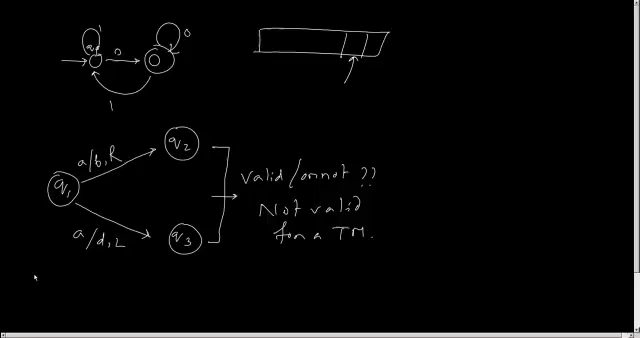 1
0
0
1
a/b, R
q2
q1
valid/or not ??
Not valid
for a TM.
a/d, L
q3